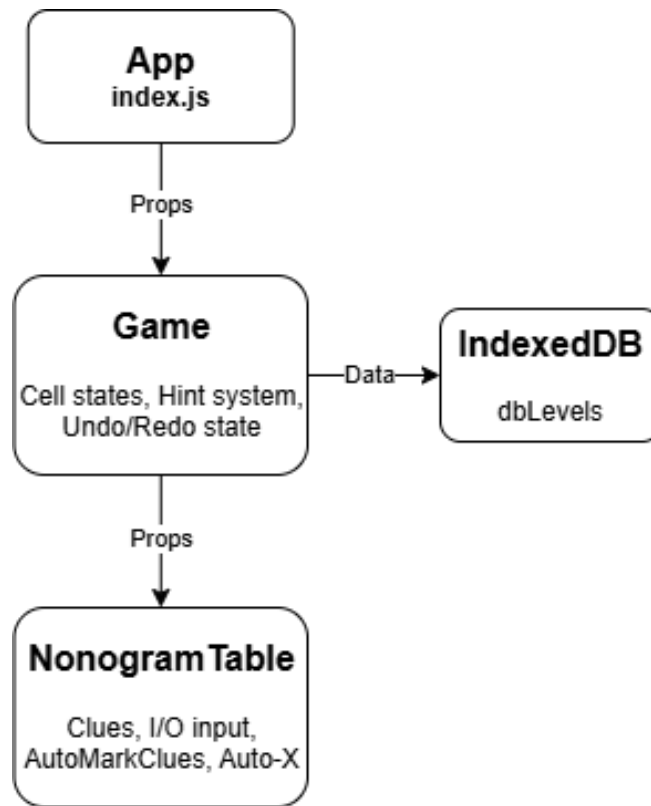 App
index.js
Props
Game
Cell states, Hint system,
Undo/Redo state
Data
IndexedDB
dbLevels
Props
NonogramTable
Clues, I/O input,
AutoMarkClues, Auto-X